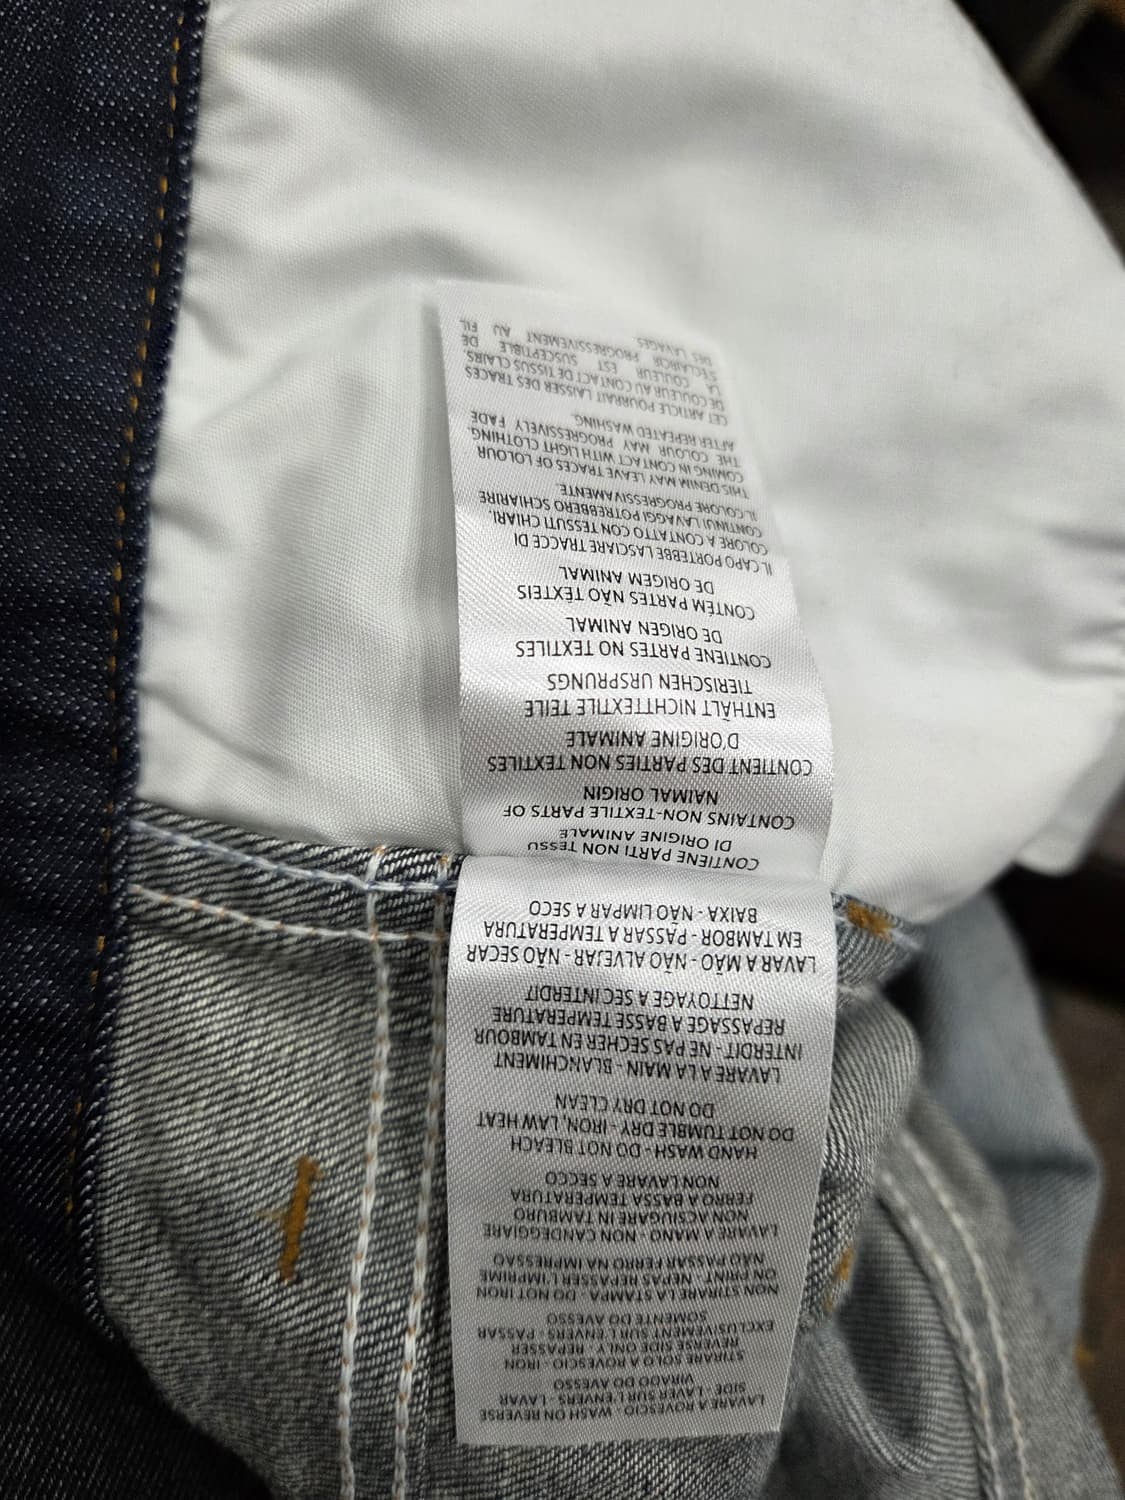 LAVARE A ROVESCIO - WASH ON REVERSE
SIDE - LAVER SUR L'ENVERS - LAVAR
VIRADO DO AVESSO
STIRARE SOLO A ROVESCIO - IRON
REVERSE SIDE ONLY - REPASSER
EXCLUSIVEMENT SUR L'ENVERS - PASSAR
SOMENTE DO AVESSO
NON STIRARE LA STAMPA - DO NOT IRON
ON PRINT - NE PAS REPASSER L'IMPRIME
NÃO PASSAR FERRO NA IMPRESSAO
LAVARE A MANO - NON CANDEGGIARE
NON ACSIUGARE IN TAMBURO
FERRO A BASSA TEMPERATURA
NON LAVARE A SECCO
HAND WASH - DO NOT BLEACH
DO NOT TUMBLE DRY - IRON, LAW HEAT
DO NOT DRY CLEAN
LAVARE A LA MAIN - BLANCHIMENT
INTERDIT - NE PAS SECHER EN TAMBOUR
REPASSAGE A BASSE TEMPERATURE
NETTOYAGE A SEC INTERDIT
LAVAR A MÃO - NÃO ALVEJAR - NÃO SECAR
EM TAMBOR - PASSAR A TEMPERATURA
BAIXA - NÃO LIMPAR A SECO
CONTIENE PARTI NON TESSU
DI ORIGINE ANIMALE
CONTAINS NON-TEXTILE PARTS OF
NAIMAL ORIGIN
CONTIENT DES PARTIES NON TEXTILES
D'ORIGINE ANIMALE
ENTHÄLT NICHTTEXTILE TEILE
TIERISCHEN URSPRUNGS
CONTIENE PARTES NO TEXTILES
DE ORIGEN ANIMAL
CONTÉM PARTES NÃO TÉXTEIS
DE ORIGEM ANIMAL
IL CAPO PORTEBBE LASCIARE TRACCE DI
COLORE A CONTATTO CON TESSUTI CHIARI.
CONTINUI LAVAGGI POTREBBERO SCHIARIRE
IL COLORE PROGRESSIVAMENTE.
THIS DENIM MAY LEAVE TRACES OF LOLOUR
COMING IN CONTACT WITH LIGHT CLOTHING.
THE COLOUR MAY PROGRESSIVELY FADE
AFTER REPEATED WASHING.
CET ARTICLE POURRAIT LAISSER DES TRACES
DE COULEUR AU CONTACT DE TISSUS CLAIRS.
LA COULEUR EST SUSCEPTIBLE DE
S'ECLAIRCIR PROGRESSIVEMENT AU FIL
DES LAVAGES